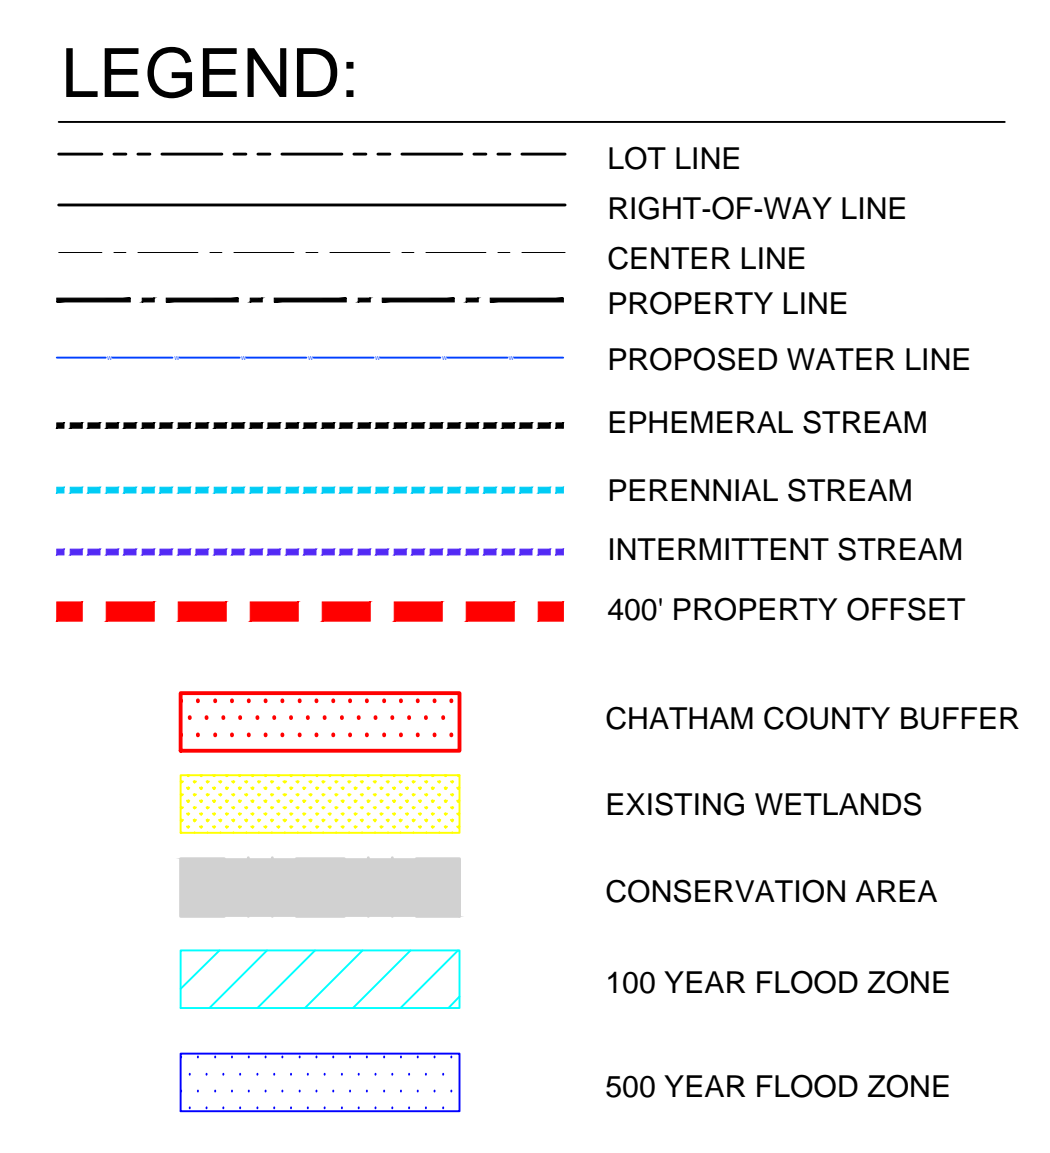 LEGEND:
LOT LINE
RIGHT-OF-WAY LINE
CENTER LINE
PROPERTY LINE
W W W W W W W
PROPOSED WATER LINE
EPHEMERAL STREAM
PERENNIAL STREAM
INTERMITTENT STREAM
400' PROPERTY OFFSET
CHATHAM COUNTY BUFFER
EXISTING WETLANDS
CONSERVATION AREA
100 YEAR FLOOD ZONE
500 YEAR FLOOD ZONE